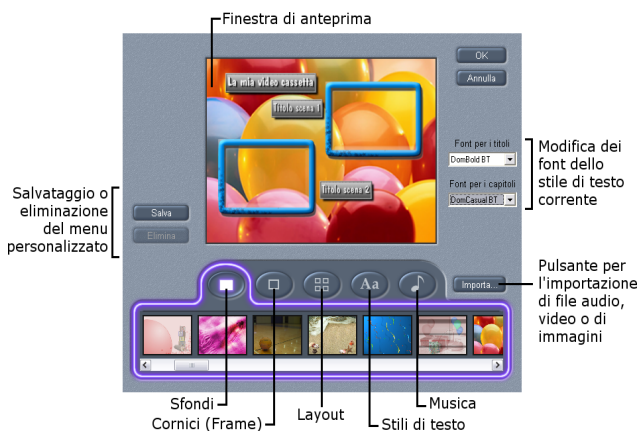 Finestra di anteprima
OK
Annulla
La mia video cassetta
Titolo scena 1
Titolo scena 2
Font per i titoli
DomBold BT
Font per i capitoli
DomCasual BT
Modifica dei
font dello
stile di testo
corrente
Salvataggio o
eliminazione
del menu
personalizzato
Salva
Elimina
Aa
Importa...
Pulsante per
l'importazione
di file audio,
video o di
immagini
Sfondi
Cornici (Frame)
Layout
Stili di testo
Musica